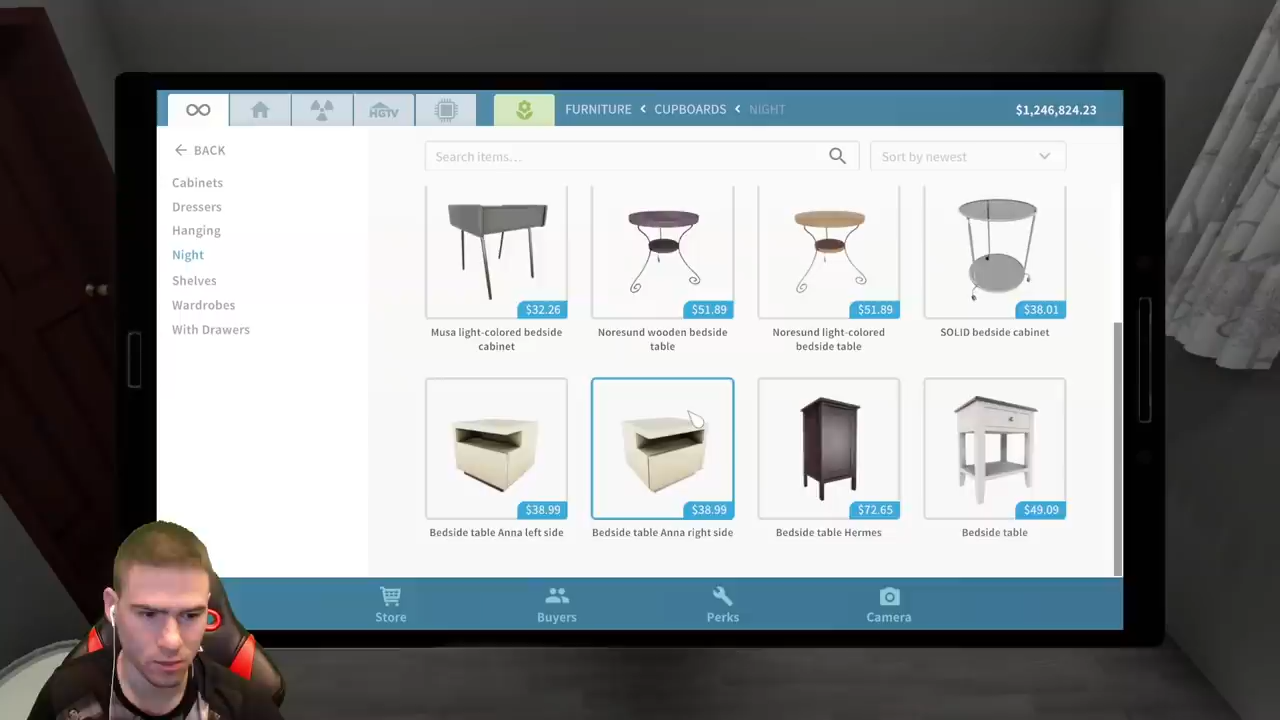 HGTV
FURNITURE < CUPBOARDS < NIGHT
$1,246,824.23
BACK
Search items...
Sort by newest
Cabinets
Dressers
Hanging
Night
Shelves
Wardrobes
With Drawers
$32.26
$51.89
$51.89
$38.01
Musa light-colored bedside
cabinet
Noresund wooden bedside
table
Noresund light-colored
bedside table
SOLID bedside cabinet
$38.99
$38.99
$72.65
$49.09
Bedside table Anna left side
Bedside table Anna right side
Bedside table Hermes
Bedside table
Store
Buyers
Perks
Camera